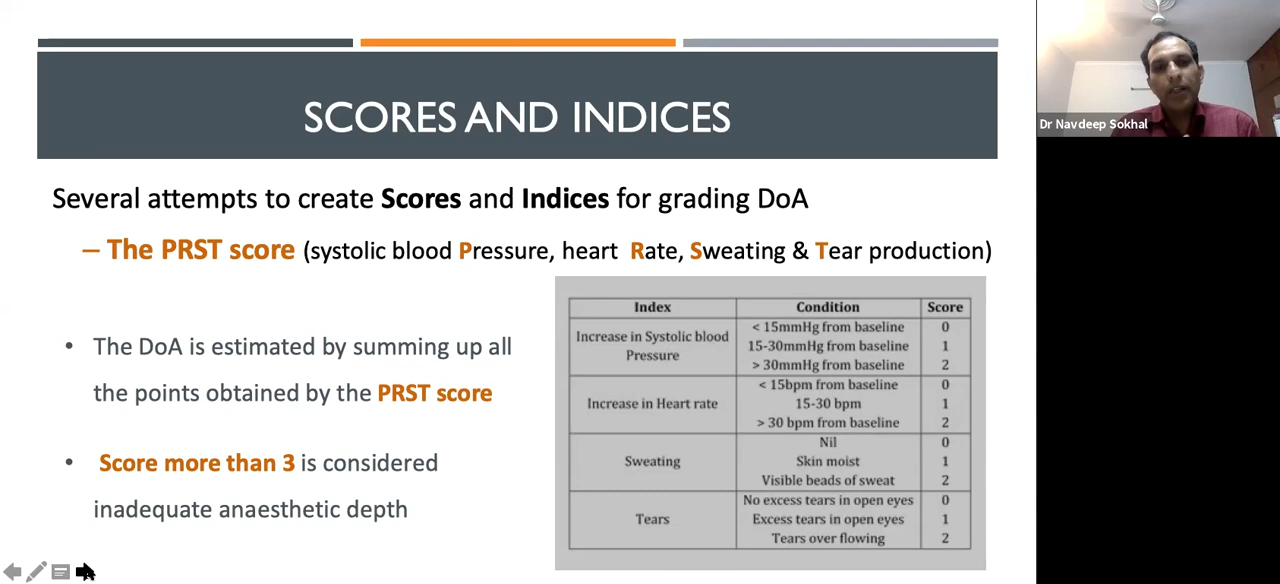 SCORES AND INDICES
Several attempts to create Scores and Indices for grading DoA
– The PRST score (systolic blood Pressure, heart Rate, Sweating & Tear production)
• The DoA is estimated by summing up all
the points obtained by the PRST score
• Score more than 3 is considered
inadequate anaesthetic depth
Index Condition Score
Increase in Systolic blood Pressure < 15mmHg from baseline 0
15-30mmHg from baseline 1
> 30mmHg from baseline 2
Increase in Heart rate < 15bpm from baseline 0
15-30 bpm 1
> 30 bpm from baseline 2
Sweating Nil 0
Skin moist 1
Visible beads of sweat 2
Tears No excess tears in open eyes 0
Excess tears in open eyes 1
Tears over flowing 2
Dr Navdeep Sokhal